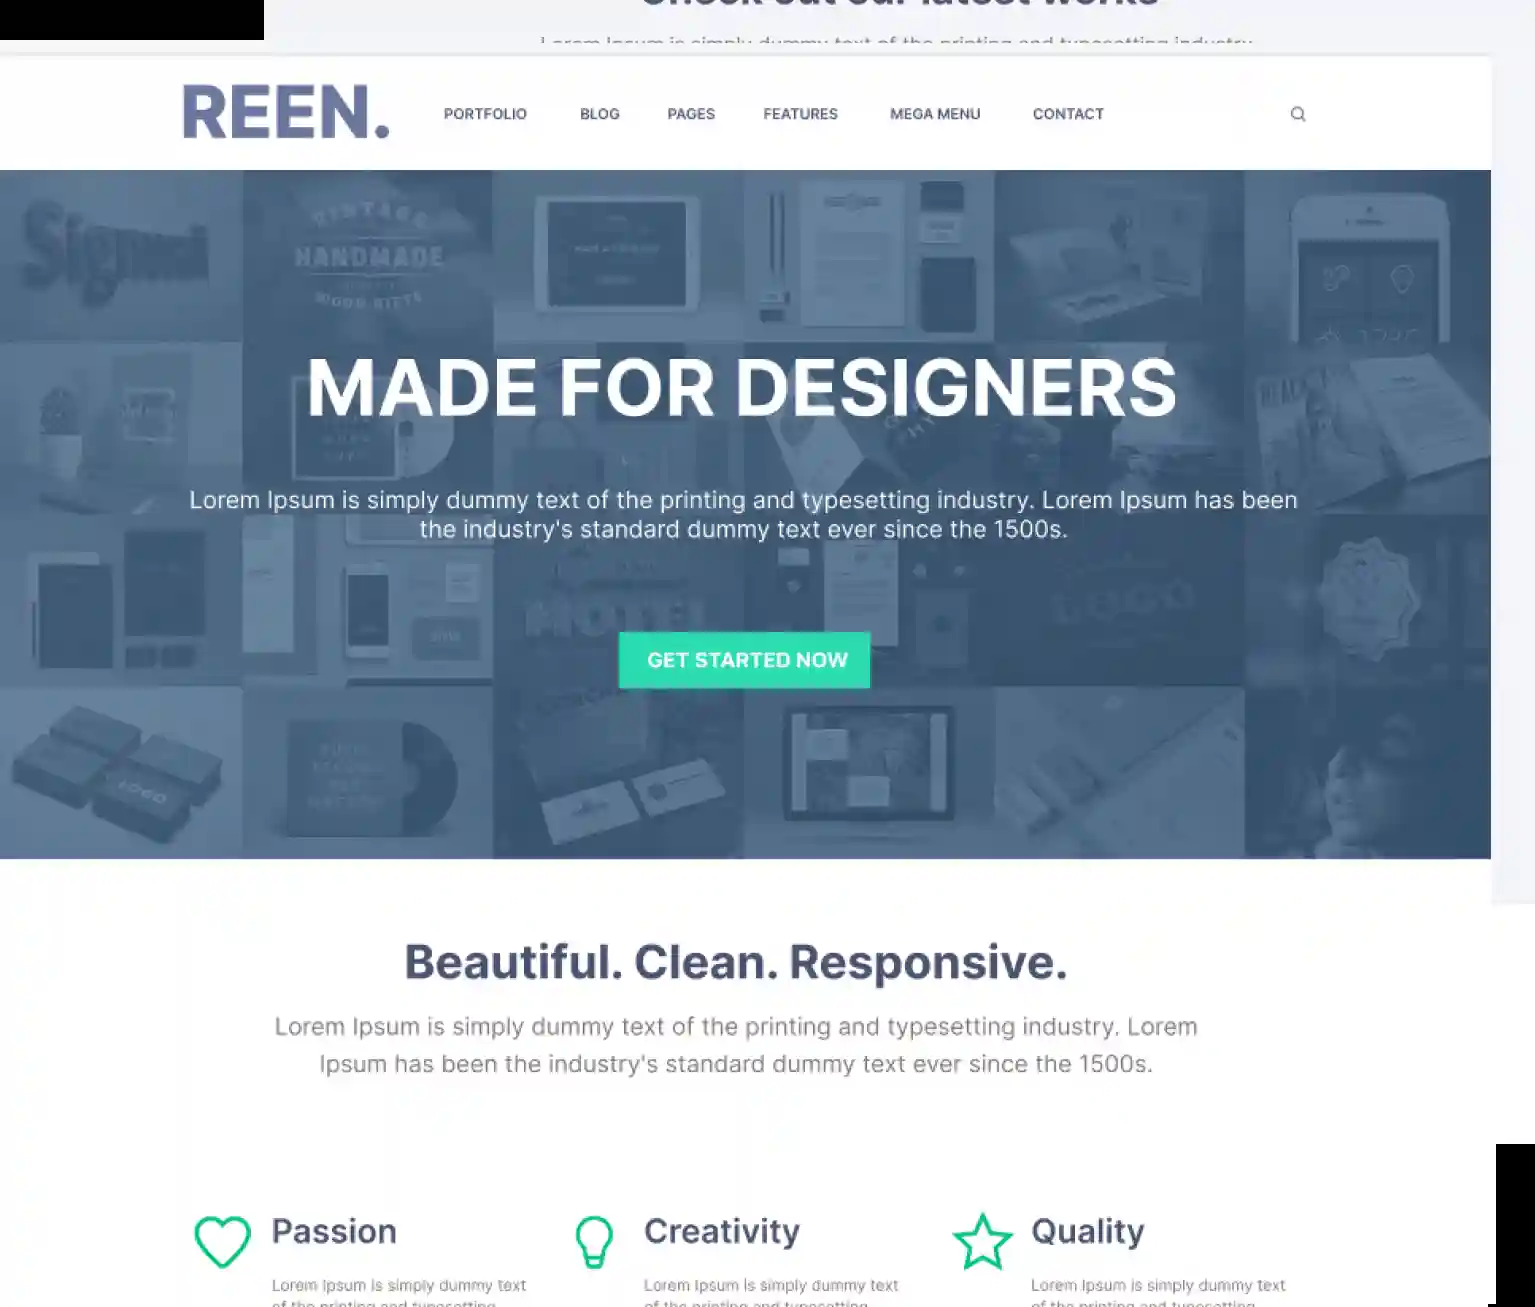 Check out our latest works
Lorem Ipsum is simply dummy text of the printing and typesetting industry.
REEN.
PORTFOLIO BLOG PAGES FEATURES MEGA MENU CONTACT
Signed
VINTAGE
HANDMADE
GOOD GIFTS
MADE FOR DESIGNERS
Lorem Ipsum is simply dummy text of the printing and typesetting industry. Lorem Ipsum has been
the industry's standard dummy text ever since the 1500s.
MOTEL
LOGO
GET STARTED NOW
LOGO
Beautiful. Clean. Responsive.
Lorem Ipsum is simply dummy text of the printing and typesetting industry. Lorem
Ipsum has been the industry's standard dummy text ever since the 1500s.
Passion Creativity Quality
Lorem Ipsum is simply dummy text Lorem Ipsum is simply dummy text Lorem Ipsum is simply dummy text
of the printing and typesetting of the printing and typesetting of the printing and typesetting